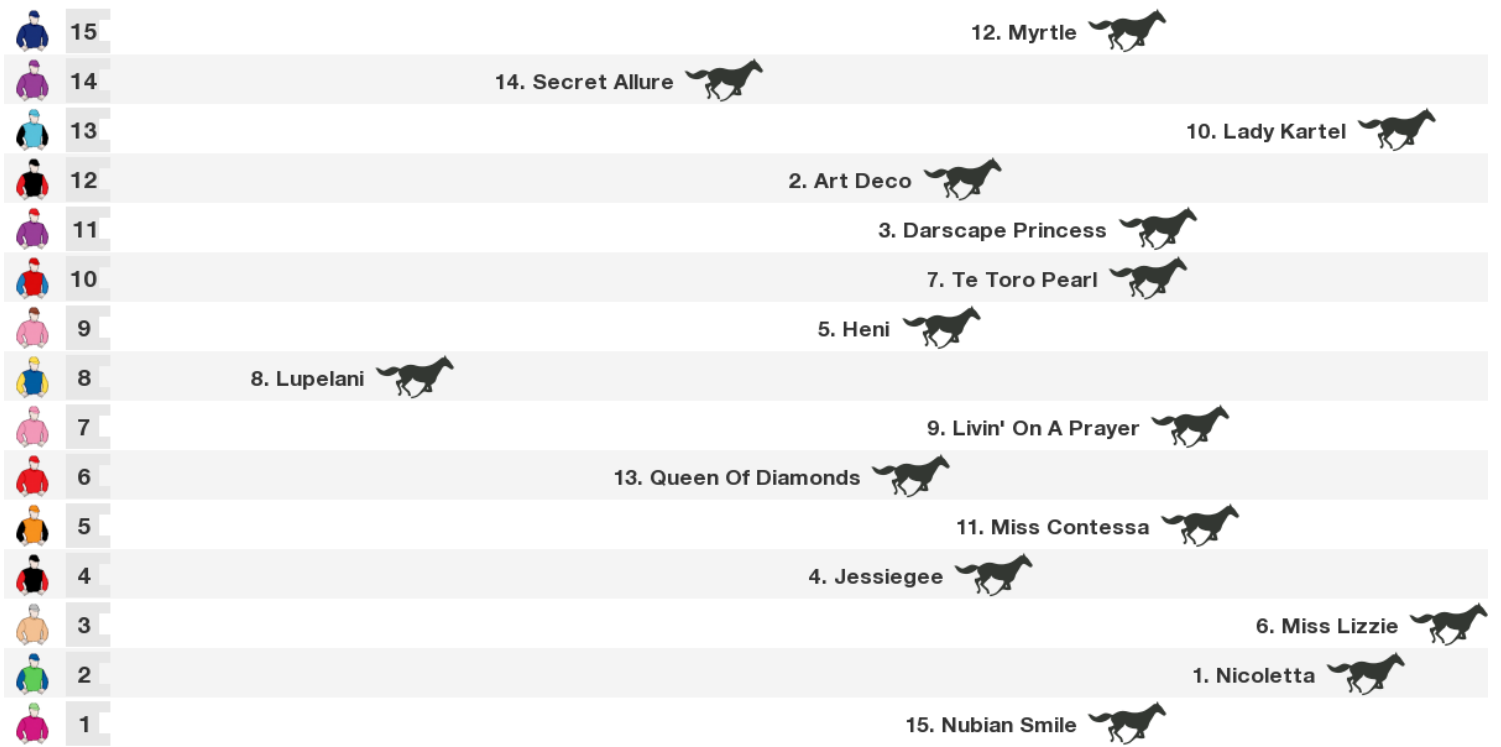 15 12. Myrtle
14 14. Secret Allure
13 10. Lady Kartel
12 2. Art Deco
11 3. Darscape Princess
10 7. Te Toro Pearl
9 5. Heni
8 8. Lupelani
7 9. Livin' On A Prayer
6 13. Queen Of Diamonds
5 11. Miss Contessa
4 4. Jessiegee
3 6. Miss Lizzie
2 1. Nicoletta
1 15. Nubian Smile